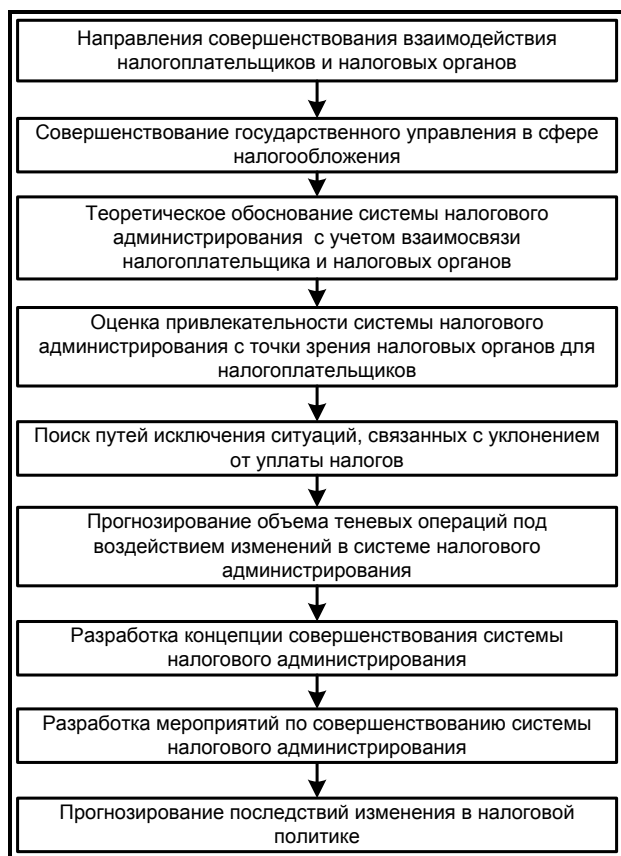 Направления совершенствования взаимодействия
налогоплательщиков и налоговых органов
Совершенствование государственного управления в сфере
налогообложения
Теоретическое обоснование системы налогового
администрирования с учетом взаимосвязи
налогоплательщика и налоговых органов
Оценка привлекательности системы налогового
администрирования с точки зрения налоговых органов для
налогоплательщиков
Поиск путей исключения ситуаций, связанных с уклонением
от уплаты налогов
Прогнозирование объема теневых операций под
воздействием изменений в системе налогового
администрирования
Разработка концепции совершенствования системы
налогового администрирования
Разработка мероприятий по совершенствованию системы
налогового администрирования
Прогнозирование последствий изменения в налоговой
политике